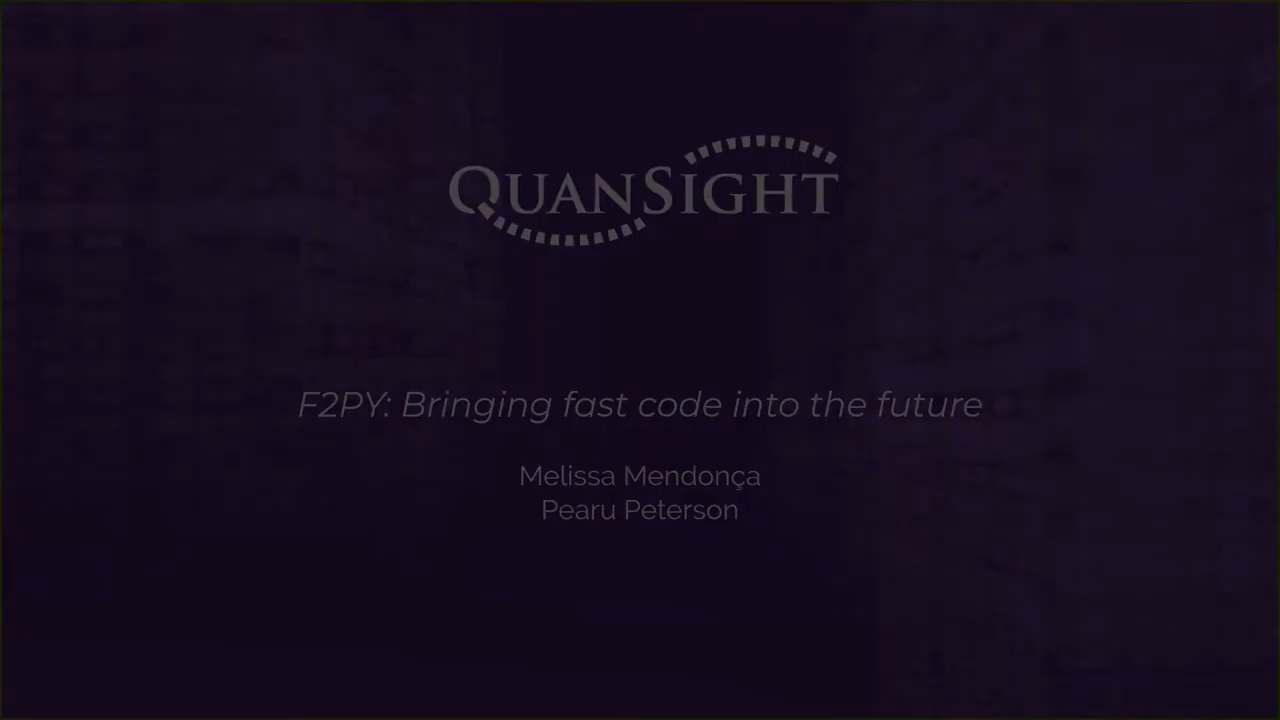 QUANSIGHT
F2PY: Bringing fast code into the future
Melissa Mendonça
Pearu Peterson